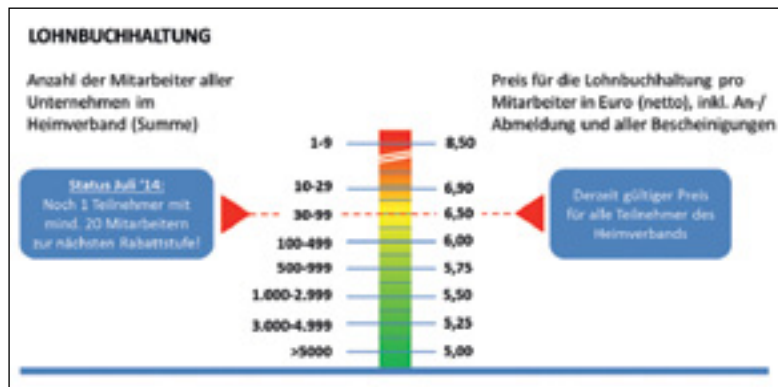 LOHNBUCHHALTUNG
Anzahl der Mitarbeiter aller
Unternehmen im
Heimverband (Summe)
Preis für die Lohnbuchhaltung pro
Mitarbeiter in Euro (netto), inkl. An-/
Abmeldung und aller Bescheinigungen
Status Juli '14:
Noch 1 Teilnehmer mit
mind. 20 Mitarbeitern
zur nächsten Rabattstufe!
1-9 8,50
10-29 6,90
30-99 6,50
100-499 6,00
500-999 5,75
1.000-2.999 5,50
3.000-4.999 5,25
>5000 5,00
Derzeit gültiger Preis
für alle Teilnehmer des
Heimverbands